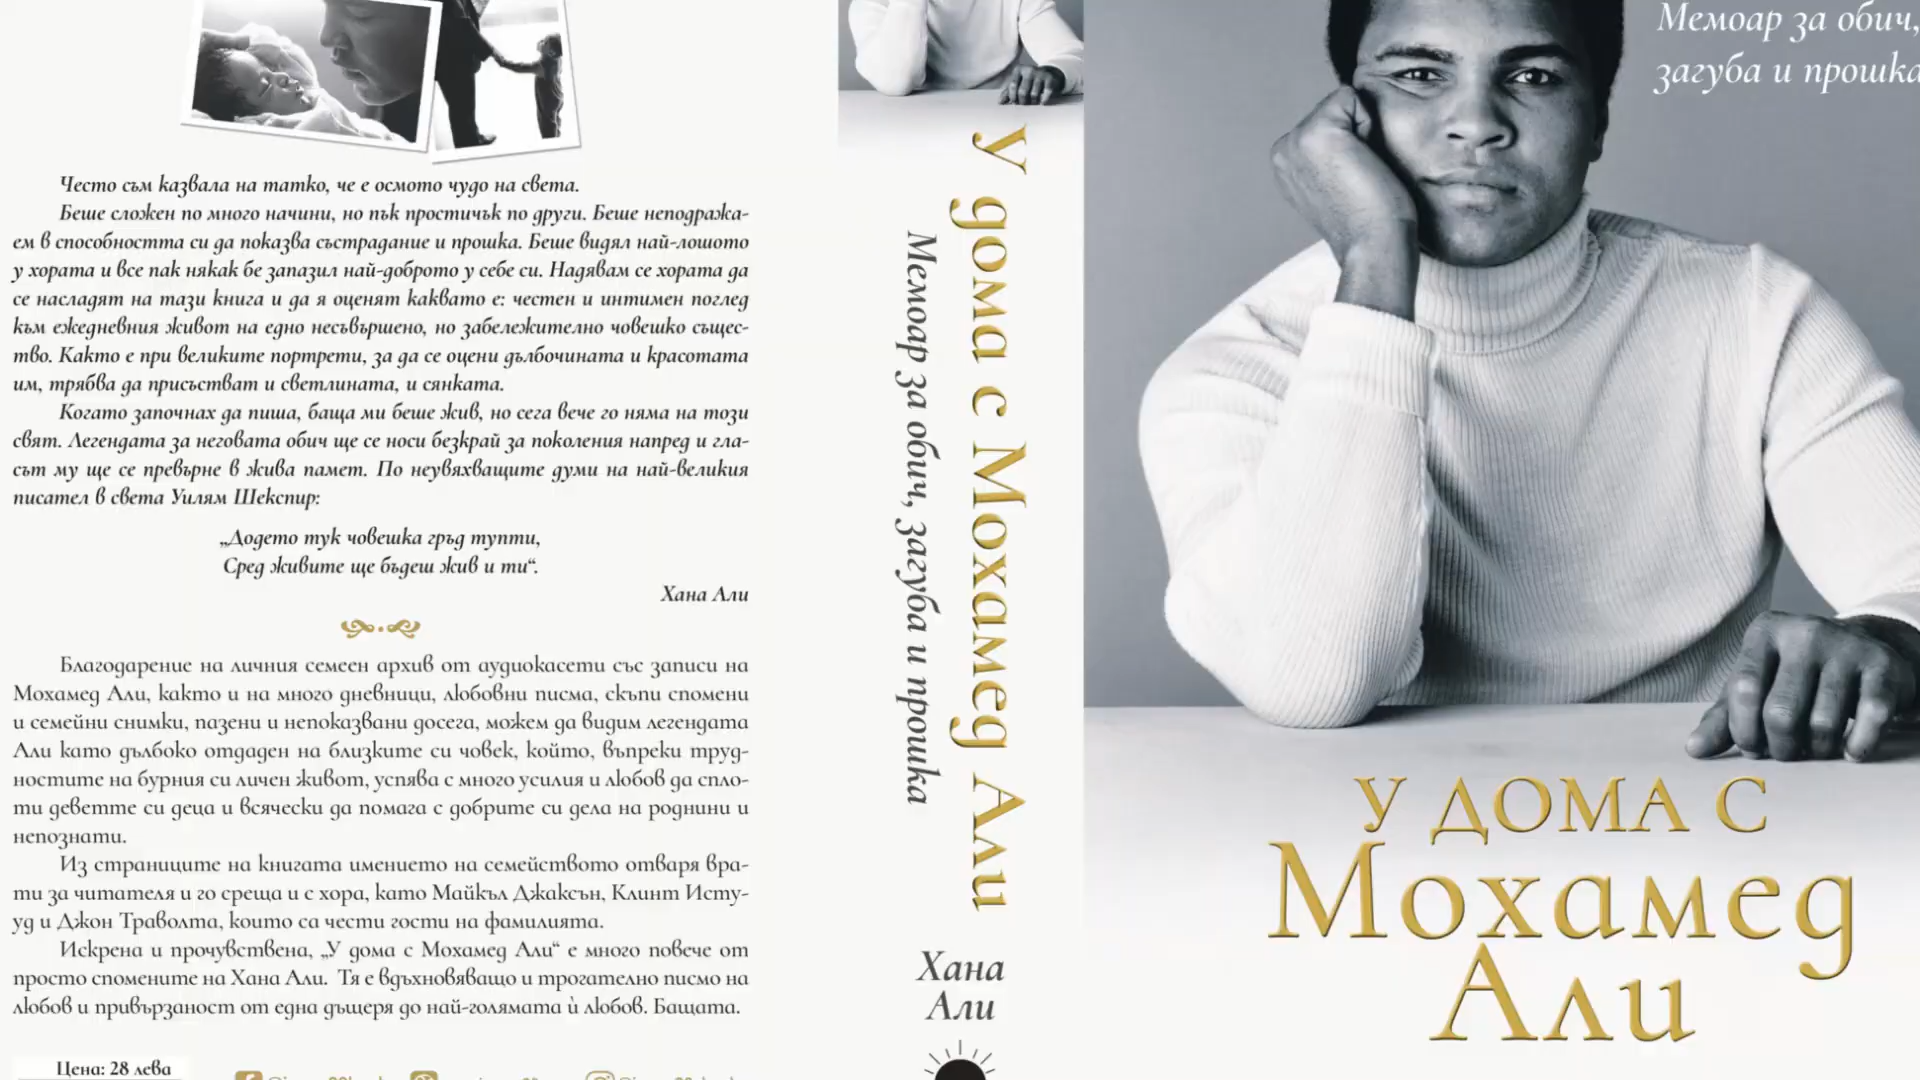 Често съм казвала на татко, че е осмото чудо на света.
Беше сложен по много начини, но пък простичък по други. Беше неподража-
ем в способността си да показва състрадание и прошка. Беше видял най-лошото
у хората и все пак някак бе запазил най-доброто у себе си. Надявам се хората да
се насладят на тази книга и да я оценят каквато е: честен и интимен поглед
към ежедневния живот на едно несъвършено, но забележително човешко същес-
тво. Както е при великите портрети, за да се оцени дълбочината и красотата
им, трябва да присъстват и светлината, и сянката.
Когато започнах да пиша, баща ми беше жив, но сега вече го няма на този
свят. Легендата за неговата обич ще се носи безкрай за поколения напред и гла-
сът му ще се превърне в жива памет. По неувяхващите думи на най-великия
писател в света Уилям Шекспир:
„Додето тук човешка гръд тупти,
Сред живите ще бъдеш жив и ти“.
Хана Али
Благодарение на личния семеен архив от аудиокасети със записи на
Мохамед Али, както и на много дневници, любовни писма, скъпи спомени
и семейни снимки, пазени и непоказвани досега, можем да видим легендата
Али като дълбоко отдаден на близките си човек, който, въпреки труд-
ностите на бурния си личен живот, успява с много усилия и любов да спло-
ти деветте си деца и всячески да помага с добрите си дела на роднини и
непознати.
Из страниците на книгата имението на семейството отваря вра-
ти за читателя и го среща и с хора, като Майкъл Джаксън, Клинт Исту-
уд и Джон Траволта, които са чести гости на фамилията.
Искрена и прочувствена, „У дома с Мохамед Али“ е много повече от
просто спомените на Хана Али. Тя е вдъхновяващо и трогателно писмо на
любов и привързаност от една дъщеря до най-голямата ѝ любов. Бащата.
Цена: 28 лева
У дома с Мохамед Али
Мемоар за обич, загуба и прошка
Хана
Али
Мемоар за обич,
загуба и прошка
У ДОМА С
Мохамед
Али